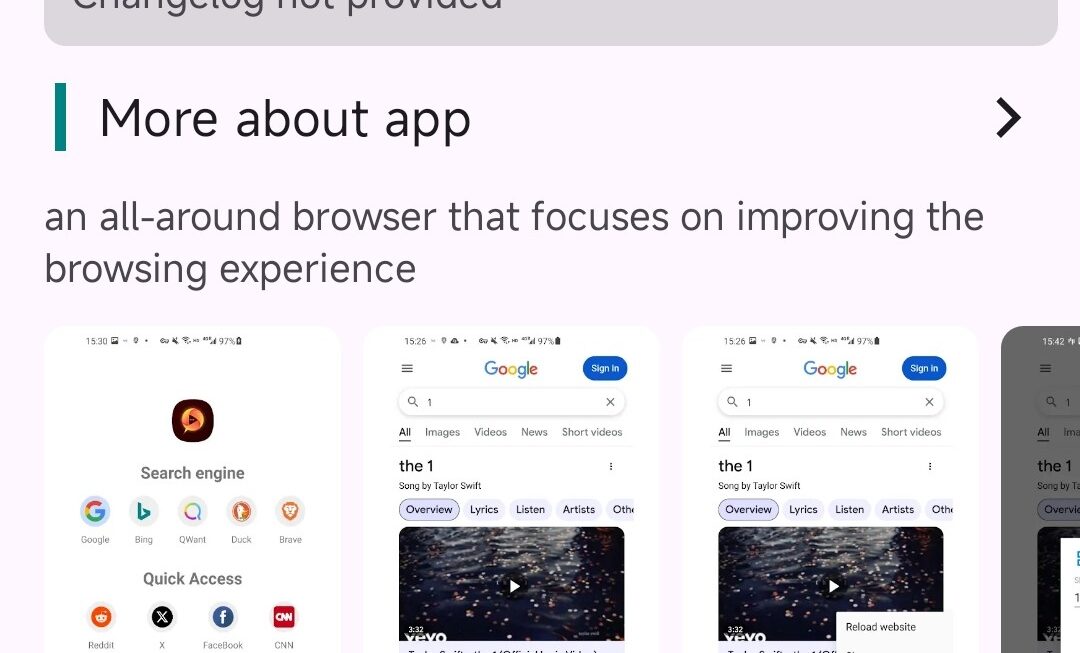 Changelog not provided
More about app
an all-around browser that focuses on improving the
browsing experience
15:30 97%
Search engine
Google Bing QWant Duck Brave
Quick Access
Reddit X FaceBook CNN
15:26 97%
Google Sign in
1
All Images Videos News Short videos
the 1
Song by Taylor Swift
Overview Lyrics Listen Artists Othe
3:32
vevo
15:26 97%
Google Sign in
1
All Images Videos News Short videos
the 1
Song by Taylor Swift
Overview Lyrics Listen Artists Othe
3:32
vevo
Reload website
15:42
1
All Ima
the 1
Song by Ta
Overvie
3:32